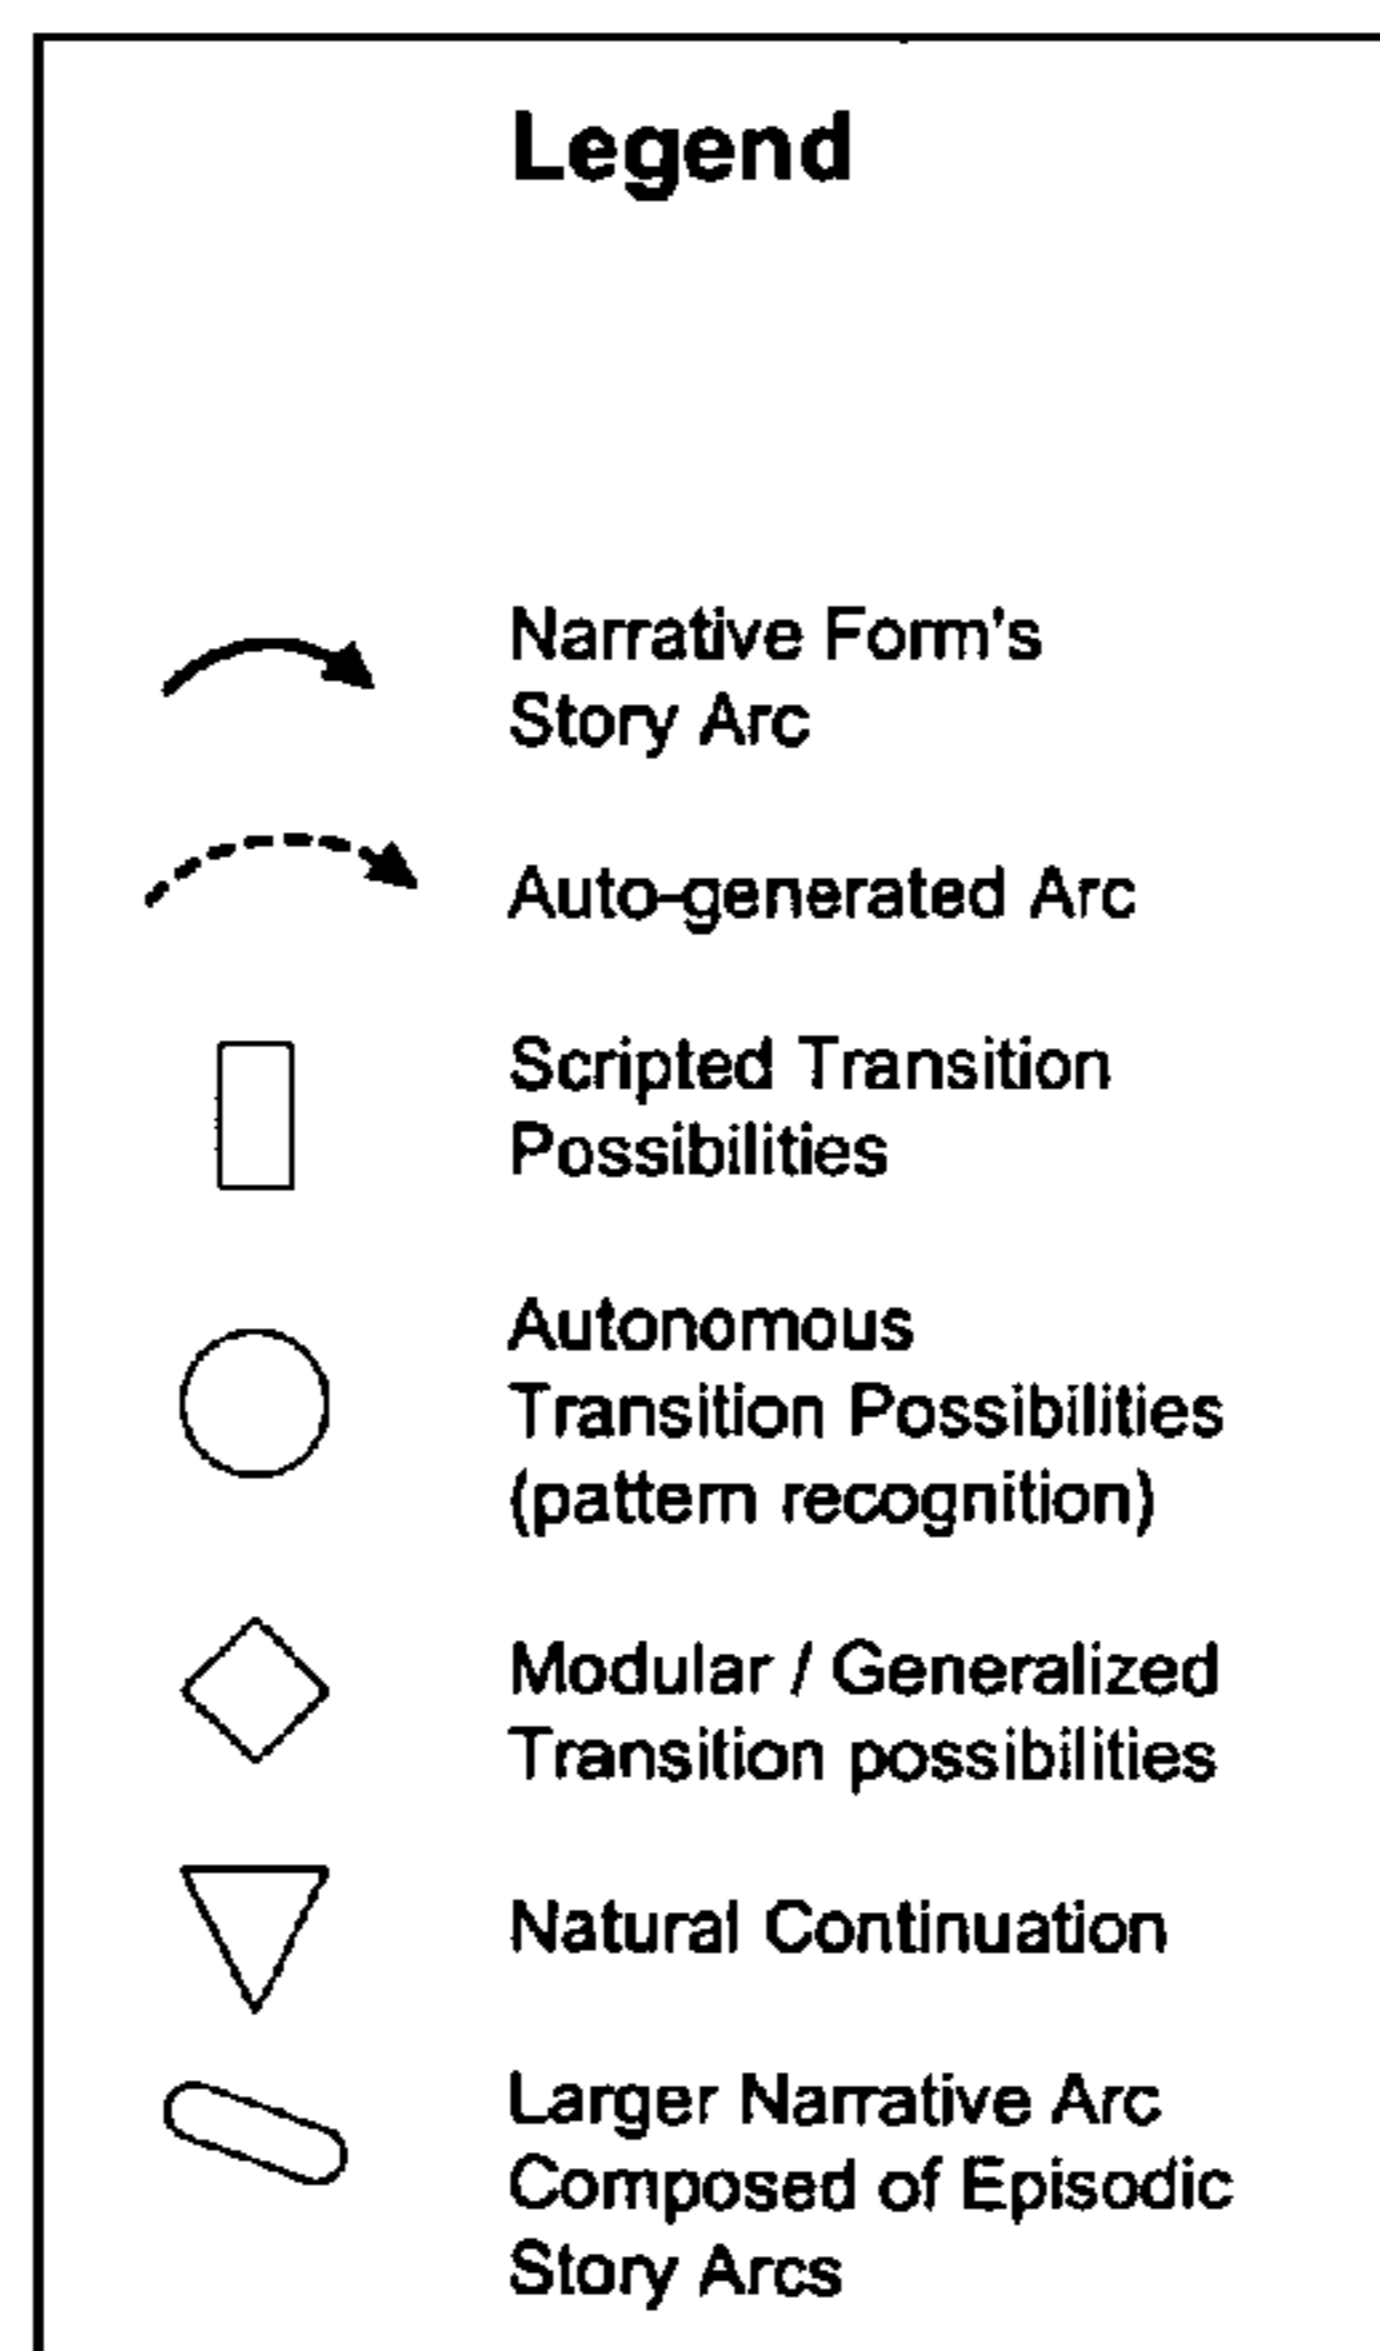 Legend
Narrative Form's
Story Arc
Auto-generated Arc
Scripted Transition
Possibilities
Autonomous
Transition Possibilities
(pattern recognition)
Modular / Generalized
Transition possibilities
Natural Continuation
Larger Narrative Arc
Composed of Episodic
Story Arcs